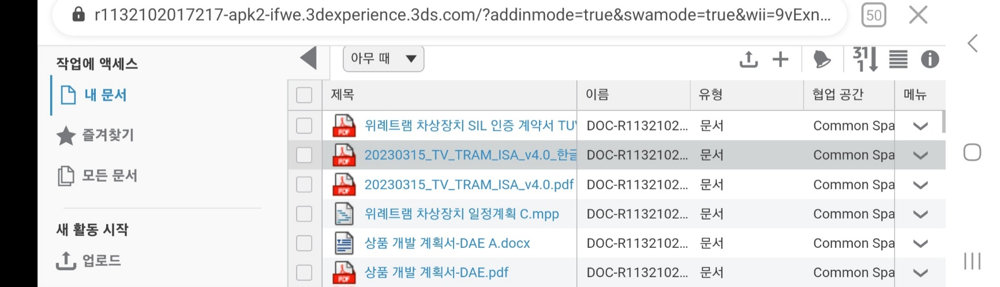 r1132102017217-apk2-ifwe.3dexperience.3ds.com/?addinmode=true&swamode=true&wii=9vExn...
50
작업에 액세스
내 문서
즐겨찾기
모든 문서
새 활동 시작
업로드
아무 때
31
1
제목 이름 유형 협업 공간 메뉴
PDF 위례트램 차상장치 SIL 인증 계약서 TU DOC-R1132102... 문서 Common Spa
PDF 20230315_TV_TRAM_ISA_v4.0_한글 DOC-R1132102... 문서 Common Spa
PDF 20230315_TV_TRAM_ISA_v4.0.pdf DOC-R1132102... 문서 Common Spa
위례트램 차상장치 일정계획 C.mpp DOC-R1132102... 문서 Common Spa
상품 개발 계획서-DAE A.docx DOC-R1132102... 문서 Common Spa
PDF 상품 개발 계획서-DAE.pdf DOC-R1132102... 문서 Common Spa